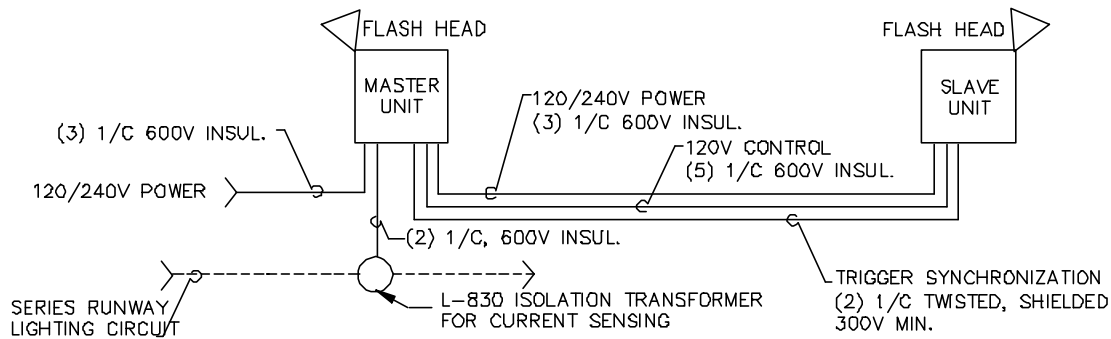 FLASH HEAD
FLASH HEAD
MASTER
UNIT
SLAVE
UNIT
(3) 1/C 600V INSUL.
120/240V POWER
120/240V POWER
(3) 1/C 600V INSUL.
120V CONTROL
(5) 1/C 600V INSUL.
(2) 1/C, 600V INSUL.
SERIES RUNWAY
LIGHTING CIRCUIT
L-830 ISOLATION TRANSFORMER
FOR CURRENT SENSING
TRIGGER SYNCHRONIZATION
(2) 1/C TWISTED, SHIELDED
300V MIN.